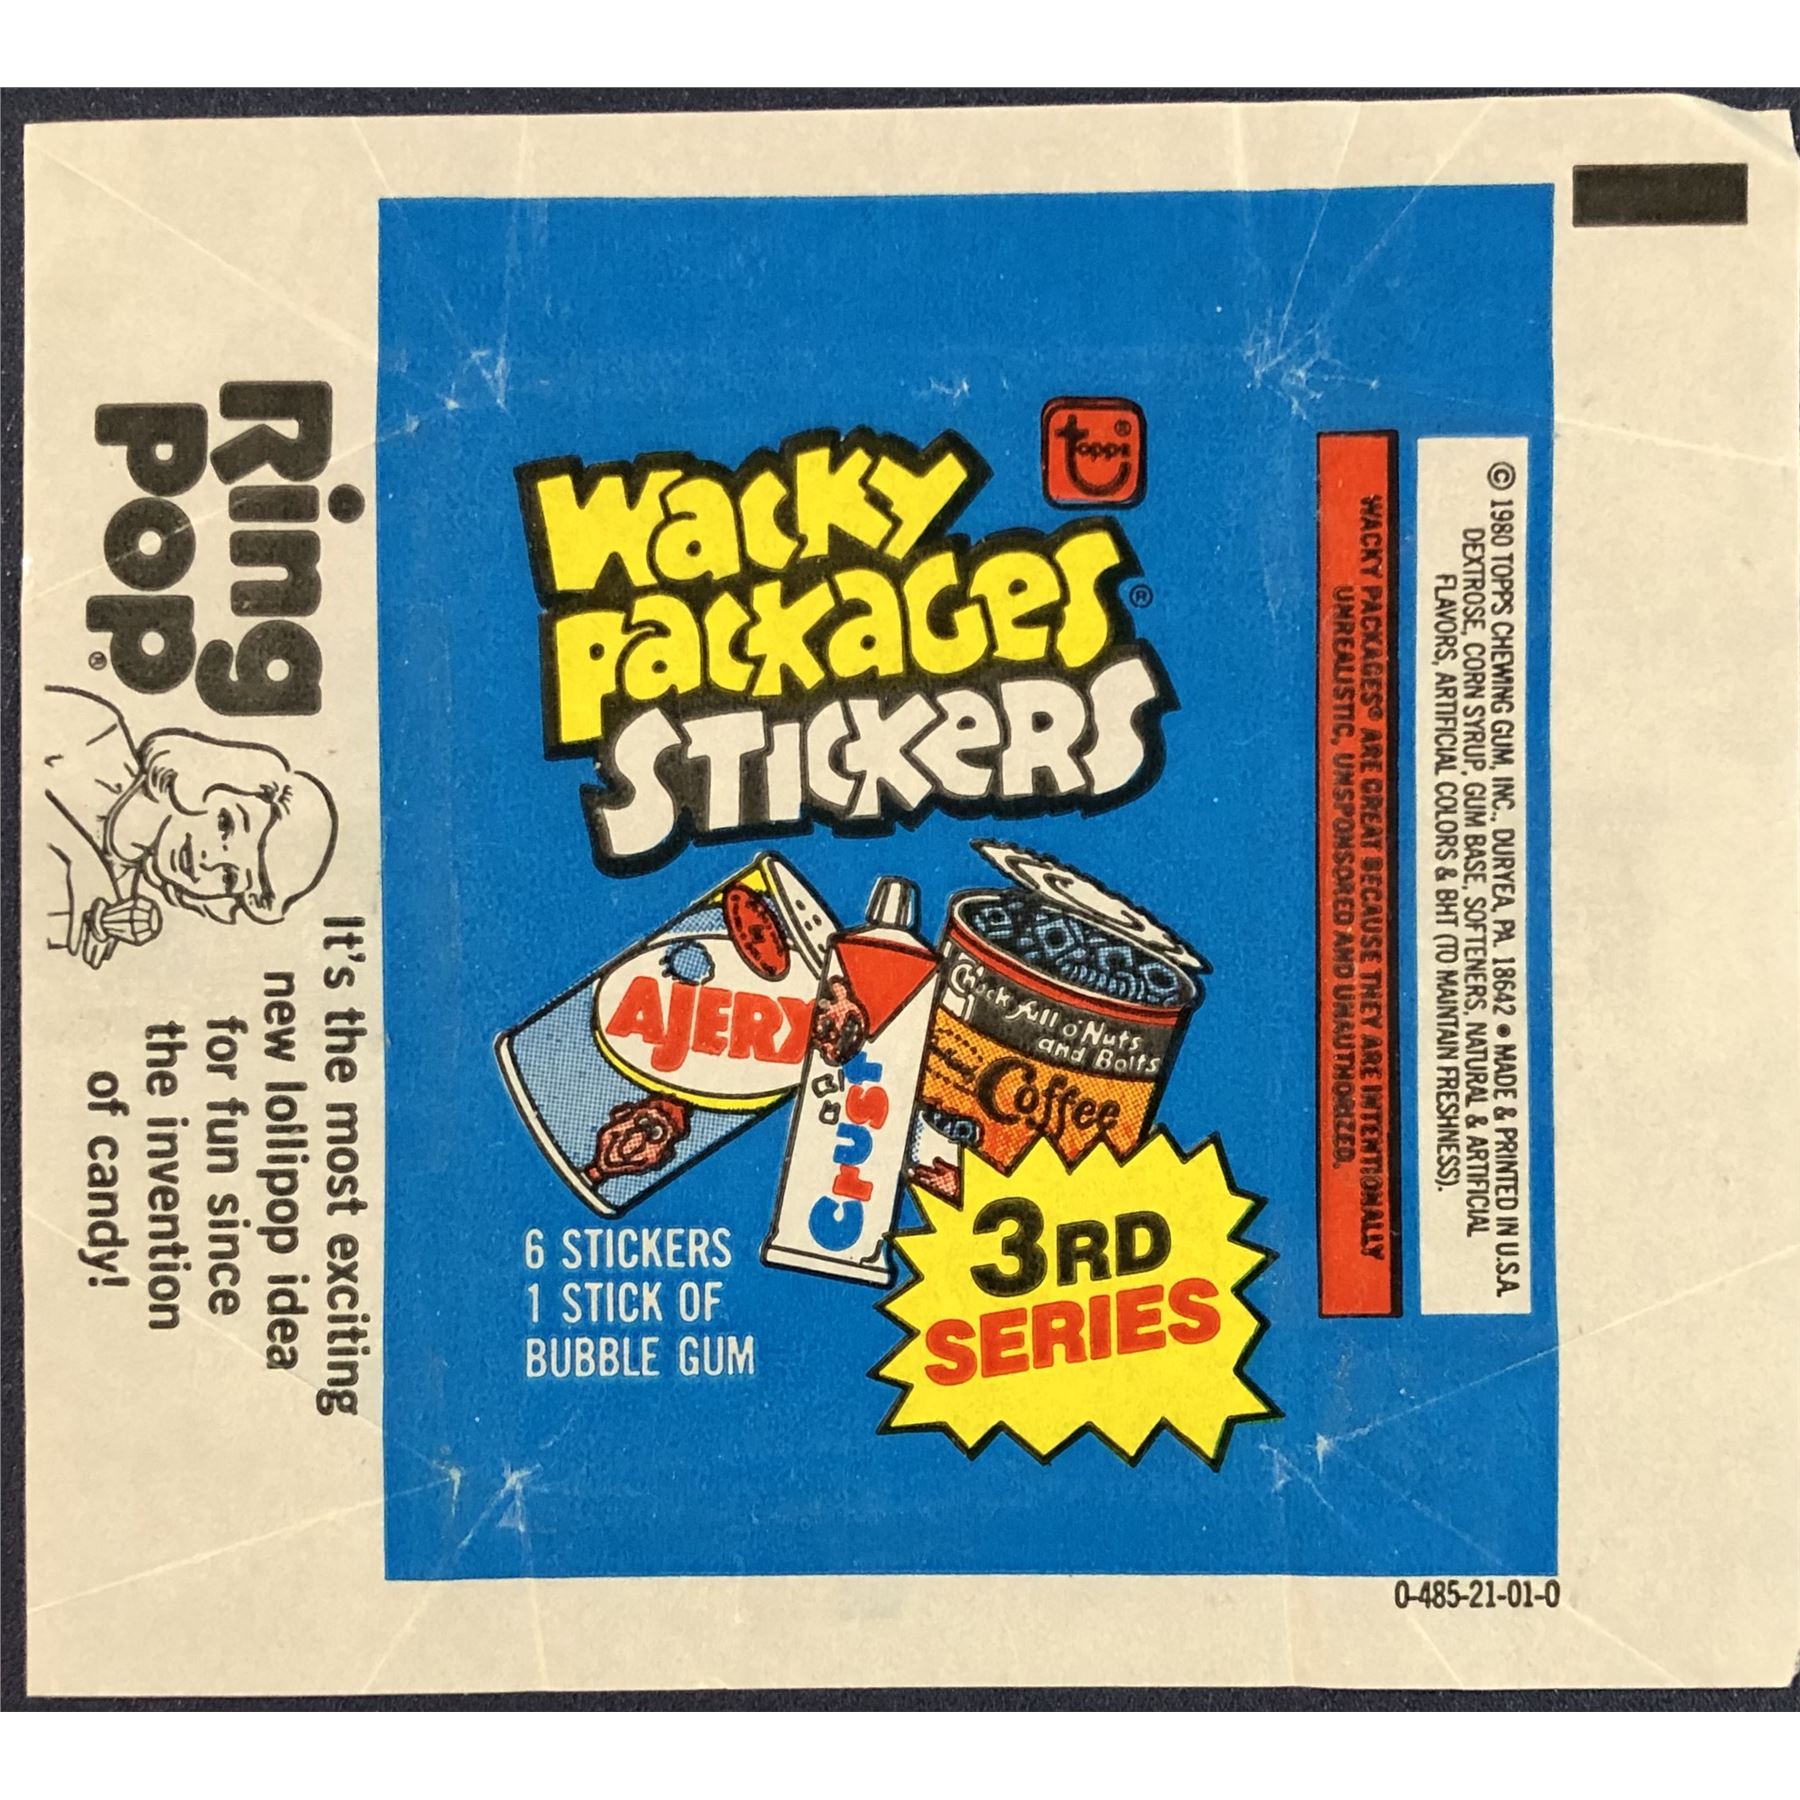 topps®
Wacky
Packages®
STICKERS
AJERX
Crust
Chock full o' Nuts
and Bolts
Coffee
6 STICKERS
1 STICK OF
BUBBLE GUM
3RD
SERIES
WACKY PACKAGES® ARE GREAT BECAUSE THEY ARE INTENTIONALLY
UNREALISTIC, UNSPONSORED AND UNAUTHORIZED.
© 1980 TOPPS CHEWING GUM, INC., DURYEA, PA. 18642 • MADE & PRINTED IN U.S.A.
DEXTROSE, CORN SYRUP, GUM BASE, SOFTENERS, NATURAL & ARTIFICIAL
FLAVORS, ARTIFICIAL COLORS & BHT (TO MAINTAIN FRESHNESS).
0-485-21-01-0
Ring
Pop®
It's the most exciting
new lollipop idea
for fun since
the invention
of candy!